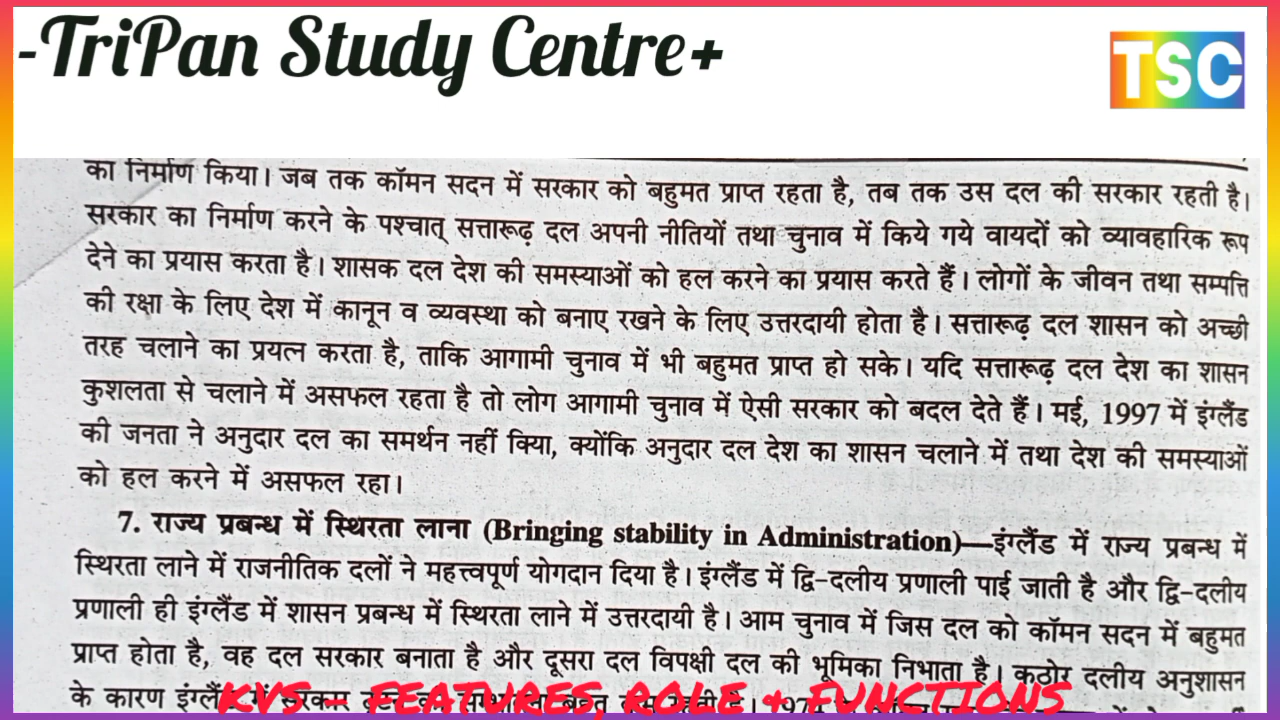 -TriPan Study Centre+
TSC
का निर्माण किया। जब तक कॉमन सदन में सरकार को बहुमत प्राप्त रहता है, तब तक उस दल की सरकार रहती है।
सरकार का निर्माण करने के पश्चात् सत्तारूढ़ दल अपनी नीतियों तथा चुनाव में किये गये वायदों को व्यावहारिक रूप
देने का प्रयास करता है। शासक दल देश की समस्याओं को हल करने का प्रयास करते हैं। लोगों के जीवन तथा सम्पत्ति
की रक्षा के लिए देश में कानून व व्यवस्था को बनाए रखने के लिए उत्तरदायी होता है। सत्तारूढ़ दल शासन को अच्छी
तरह चलाने का प्रयत्न करता है, ताकि आगामी चुनाव में भी बहुमत प्राप्त हो सके। यदि सत्तारूढ़ दल देश का शासन
कुशलता से चलाने में असफल रहता है तो लोग आगामी चुनाव में ऐसी सरकार को बदल देते हैं। मई, 1997 में इंग्लैंड
की जनता ने अनुदार दल का समर्थन नहीं किया, क्योंकि अनुदार दल देश का शासन चलाने में तथा देश की समस्याओं
को हल करने में असफल रहा।
7. राज्य प्रबन्ध में स्थिरता लाना (Bringing stability in Administration)—इंग्लैंड में राज्य प्रबन्ध में
स्थिरता लाने में राजनीतिक दलों ने महत्त्वपूर्ण योगदान दिया है। इंग्लैंड में द्वि-दलीय प्रणाली पाई जाती है और द्वि-दलीय
प्रणाली ही इंग्लैंड में शासन प्रबन्ध में स्थिरता लाने में उत्तरदायी है। आम चुनाव में जिस दल को कॉमन सदन में बहुमत
प्राप्त होता है, वह दल सरकार बनाता है और दूसरा दल विपक्षी दल की भूमिका निभाता है। कठोर दलीय अनुशासन
के कारण
KVS – FEATURES, ROLE & FUNCTIONS